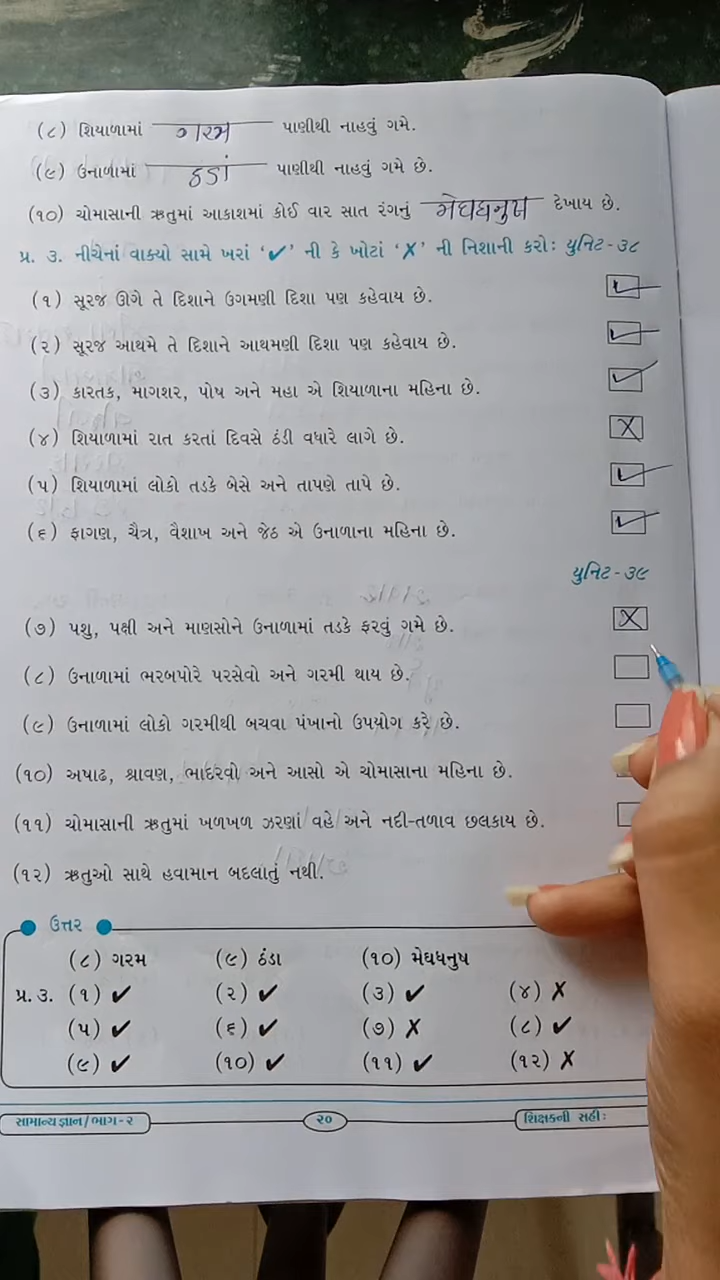 (૮) શિયાળામાં ગરમ પાણીથી નાહવું ગમે.
(૯) ઉનાળામાં ઠંડાં પાણીથી નાહવું ગમે છે.
(૧૦) ચોમાસાની ઋતુમાં આકાશમાં કોઈ વાર સાત રંગનું મેઘધનુષ દેખાય છે.
પ્ર. ૩. નીચેનાં વાક્યો સામે ખરાં ‘✔’ ની કે ખોટાં ‘✗’ ની નિશાની કરો: યુનિટ-૩૮
(૧) સૂરજ ઊગે તે દિશાને ઉગમણી દિશા પણ કહેવાય છે. ✓
(૨) સૂરજ આથમે તે દિશાને આથમણી દિશા પણ કહેવાય છે. ✓
(૩) કારતક, માગશર, પોષ અને મહા એ શિયાળાના મહિના છે. ✓
(૪) શિયાળામાં રાત કરતાં દિવસે ઠંડી વધારે લાગે છે. X
(૫) શિયાળામાં લોકો તડકે બેસે અને તાપણે તાપે છે. ✓
(૬) ફાગણ, ચૈત્ર, વૈશાખ અને જેઠ એ ઉનાળાના મહિના છે. ✓
યુનિટ-૩૯
(૭) પશુ, પક્ષી અને માણસોને ઉનાળામાં તડકે ફરવું ગમે છે. X
(૮) ઉનાળામાં ભરબપોરે પરસેવો અને ગરમી થાય છે.
(૯) ઉનાળામાં લોકો ગરમીથી બચવા પંખાનો ઉપયોગ કરે છે.
(૧૦) અષાઢ, શ્રાવણ, ભાદરવો અને આસો એ ચોમાસાના મહિના છે.
(૧૧) ચોમાસાની ઋતુમાં ખળખળ ઝરણાં વહે અને નદી-તળાવ છલકાય છે.
(૧૨) ઋતુઓ સાથે હવામાન બદલાતું નથી.
ઉત્તર
(૮) ગરમ (૯) ઠંડા (૧૦) મેઘધનુષ
પ્ર. ૩. (૧) ✔ (૨) ✔ (૩) ✔ (૪) ✗
(૫) ✔ (૬) ✔ (૭) ✗ (૮) ✔
(૯) ✔ (૧૦) ✔ (૧૧) ✔ (૧૨) ✗
સામાન્ય જ્ઞાન/ભાગ-૨ ૨૦ શિક્ષકની સહી: